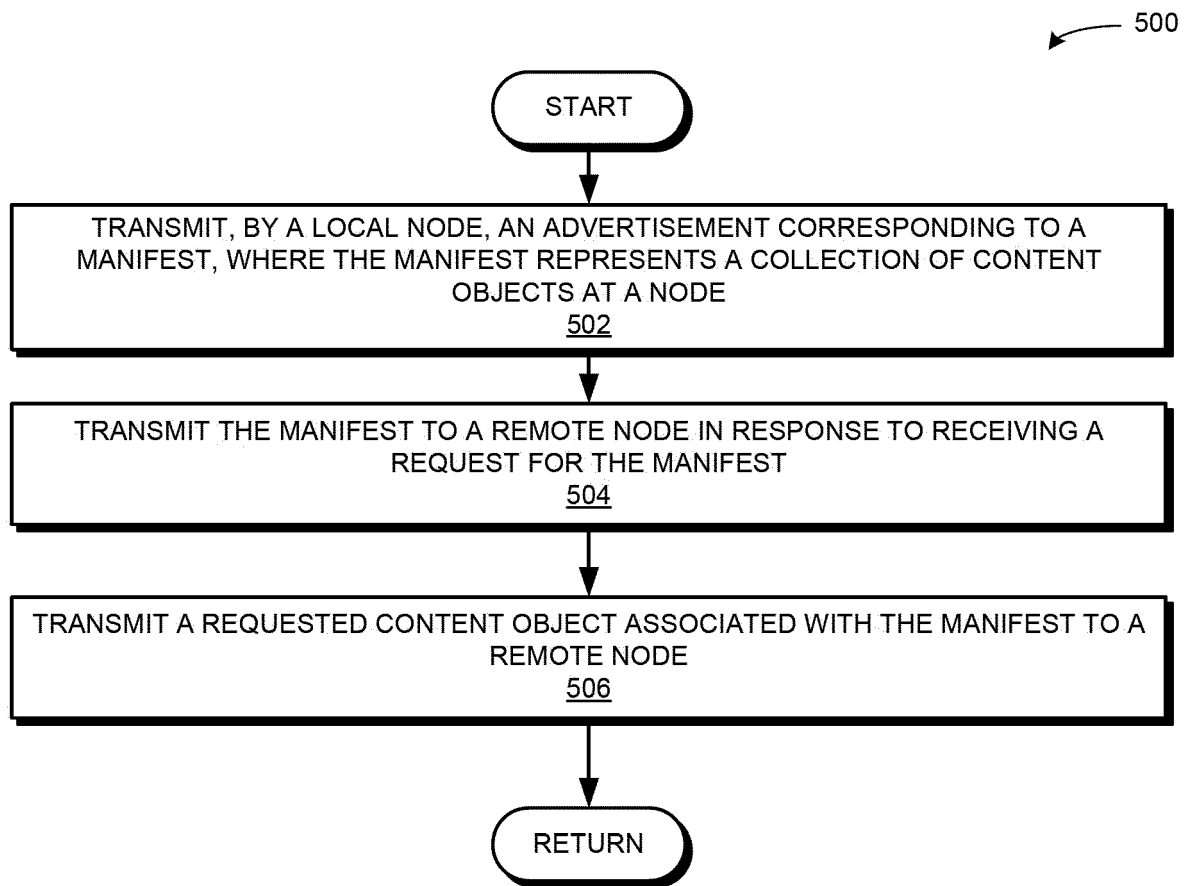 500
START
TRANSMIT, BY A LOCAL NODE, AN ADVERTISEMENT CORRESPONDING TO A
MANIFEST, WHERE THE MANIFEST REPRESENTS A COLLECTION OF CONTENT
OBJECTS AT A NODE
502
TRANSMIT THE MANIFEST TO A REMOTE NODE IN RESPONSE TO RECEIVING A
REQUEST FOR THE MANIFEST
504
TRANSMIT A REQUESTED CONTENT OBJECT ASSOCIATED WITH THE MANIFEST TO A
REMOTE NODE
506
RETURN